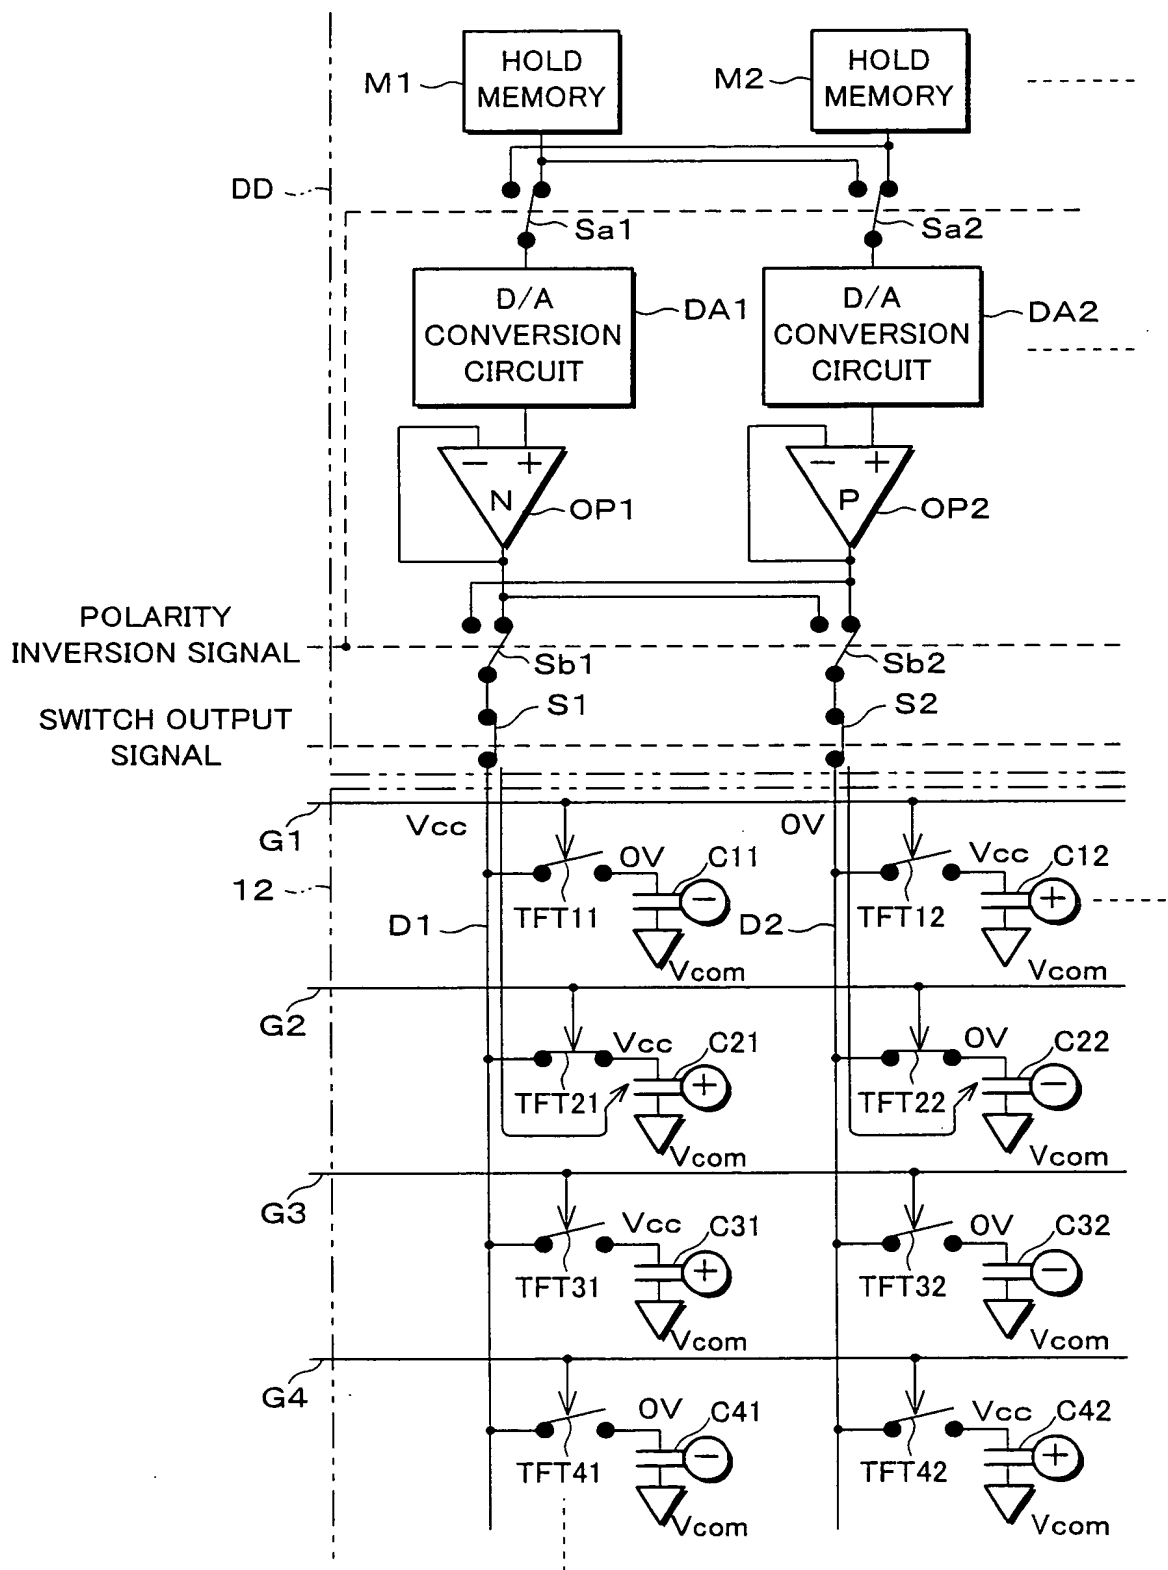 HOLD
MEMORY
M1
HOLD
MEMORY
M2
DD
Sa1
Sa2
D/A
CONVERSION
CIRCUIT
DA1
D/A
CONVERSION
CIRCUIT
DA2
− +
N
OP1
− +
P
OP2
POLARITY
INVERSION SIGNAL
Sb1
Sb2
SWITCH OUTPUT
SIGNAL
S1
S2
G1
Vcc
0V
12
0V
C11
−
TFT11
Vcom
Vcc
C12
+
TFT12
Vcom
D1
D2
G2
Vcc
C21
+
TFT21
Vcom
0V
C22
−
TFT22
Vcom
G3
Vcc
C31
+
TFT31
Vcom
0V
C32
−
TFT32
Vcom
G4
0V
C41
−
TFT41
Vcom
Vcc
C42
+
TFT42
Vcom